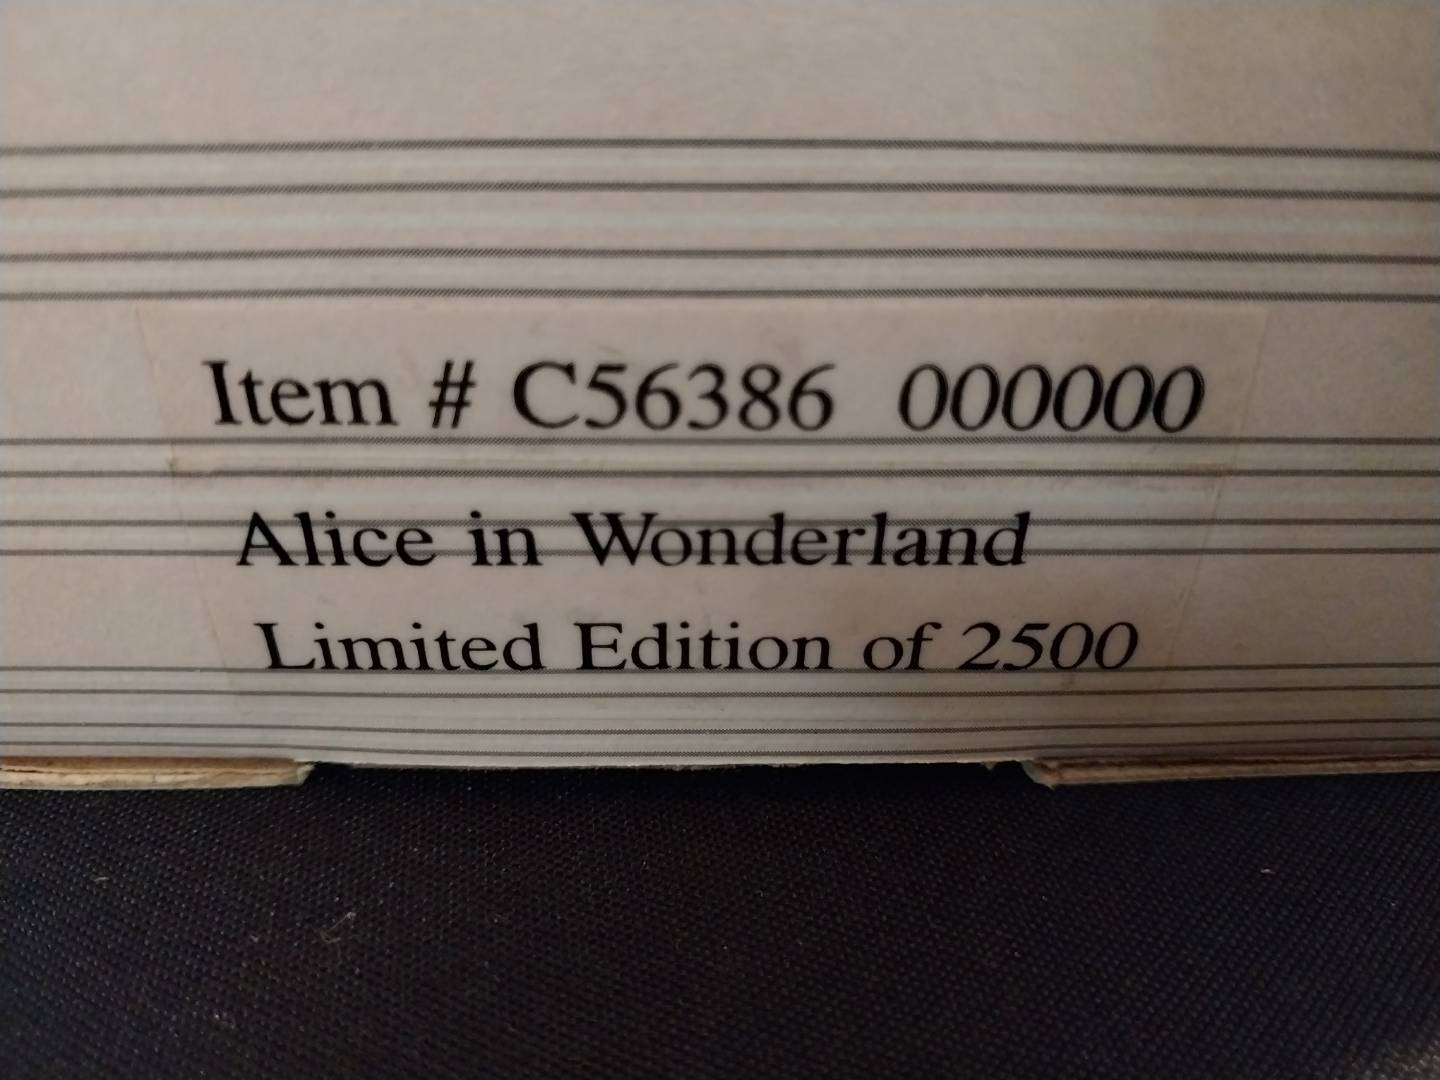 Item # C56386 000000
Alice in Wonderland
Limited Edition of 2500